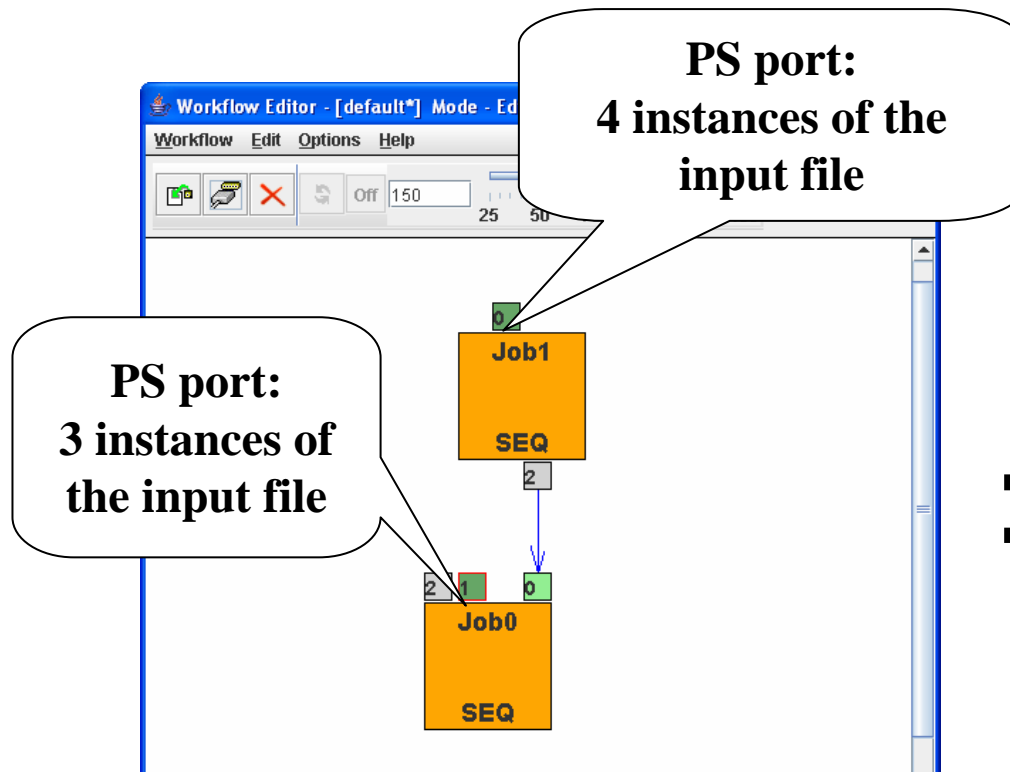 PS port:
4 instances of the
input file
Workflow Editor - [default*] Mode - Ed
Workflow Edit Options Help
Off 150
25 50
0
Job1
SEQ
2
PS port:
3 instances of
the input file
2 1 0
Job0
SEQ